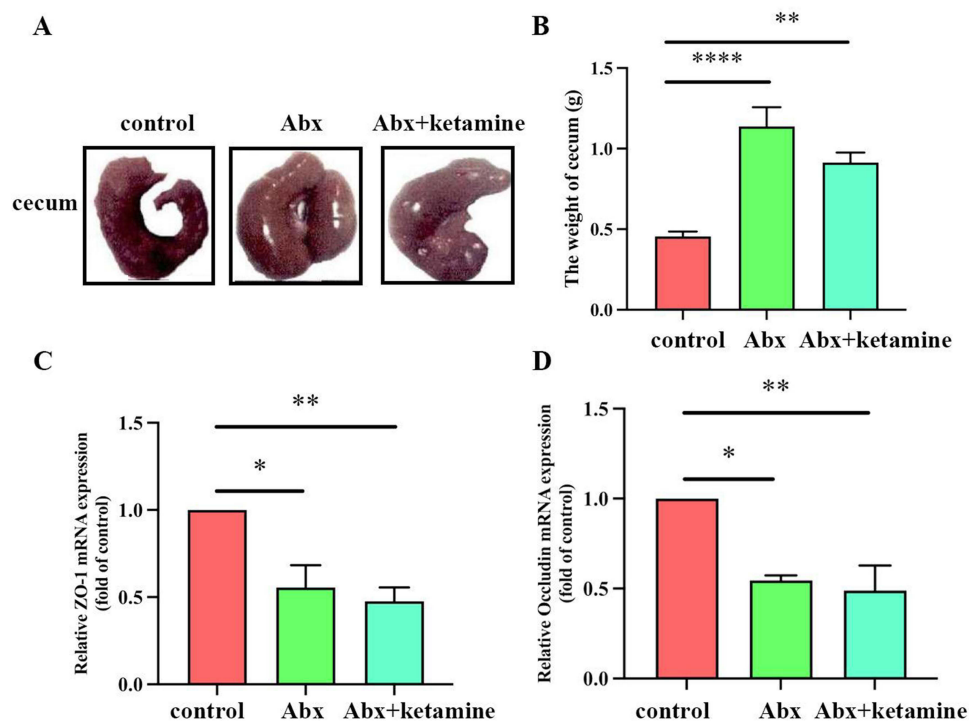 A
control
Abx
Abx+ketamine
cecum
B
**
****
The weight of cecum (g)
1.5
1.0
0.5
0.0
control
Abx
Abx+ketamine
C
**
*
Relative ZO-1 mRNA expression
(fold of control)
1.5
1.0
0.5
0.0
control
Abx
Abx+ketamine
D
**
*
Relative Occludin mRNA expression
(fold of control)
1.5
1.0
0.5
0.0
control
Abx
Abx+ketamine